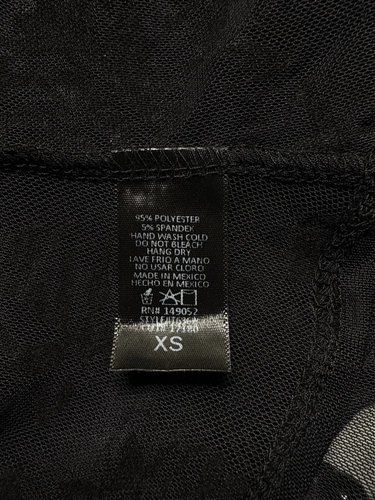 95% POLYESTER
5% SPANDEX
HAND WASH COLD
DO NOT BLEACH
HANG DRY
LAVE FRIO A MANO
NO USAR CLORO
MADE IN MEXICO
HECHO EN MEXICO
RN# 149052
17180
XS